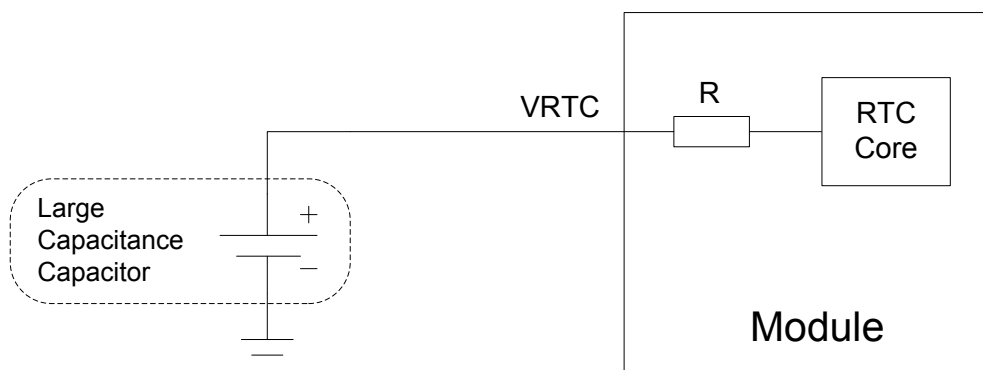 VRTC
R
RTC
Core
Large
Capacitance
Capacitor
+
−
Module